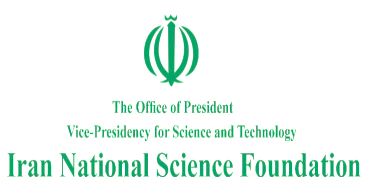 The Office of President
Vice-Presidency for Science and Technology
Iran National Science Foundation